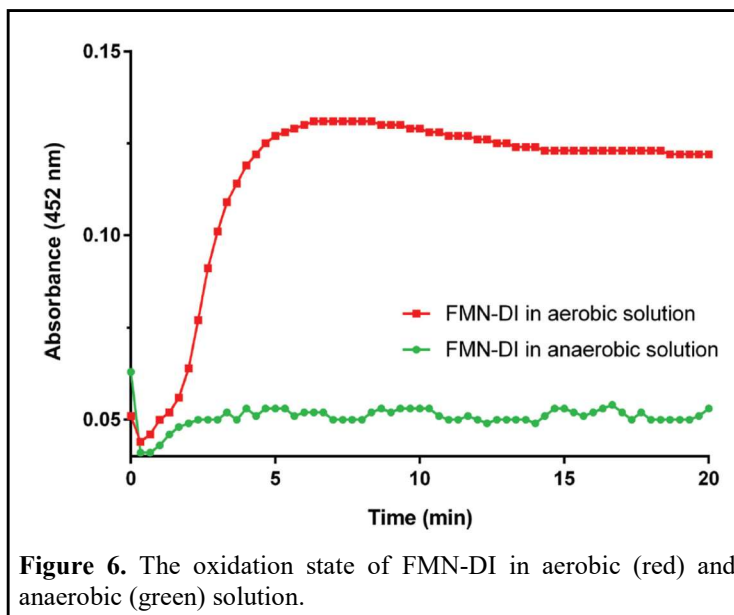 0.15
0.10
0.05
Absorbance (452 nm)
FMN-DI in aerobic solution
FMN-DI in anaerobic solution
0
5
10
15
20
Time (min)
Figure 6. The oxidation state of FMN-DI in aerobic (red) and
anaerobic (green) solution.